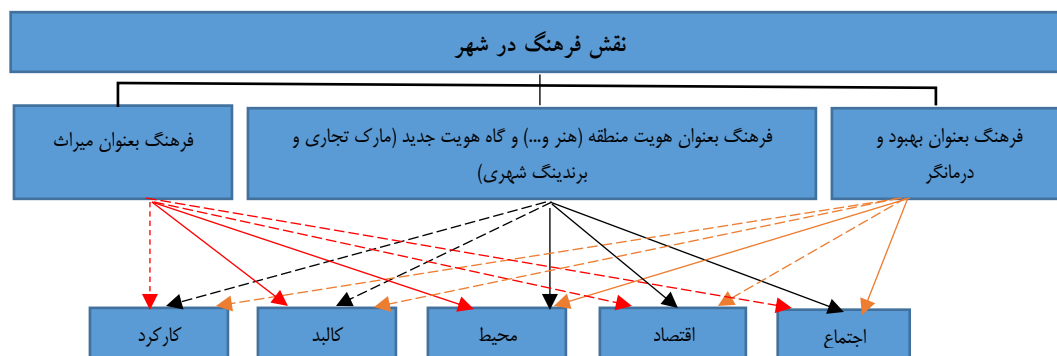 نقش فرهنگ در شهر
فرهنگ بعنوان بهبود و
درمانگر
فرهنگ بعنوان هویت منطقه (هنر و...) و گاه هویت جدید (مارک تجاری و
برندینگ شهری)
فرهنگ بعنوان میراث
اجتماع
اقتصاد
محیط
کالبد
کارکرد